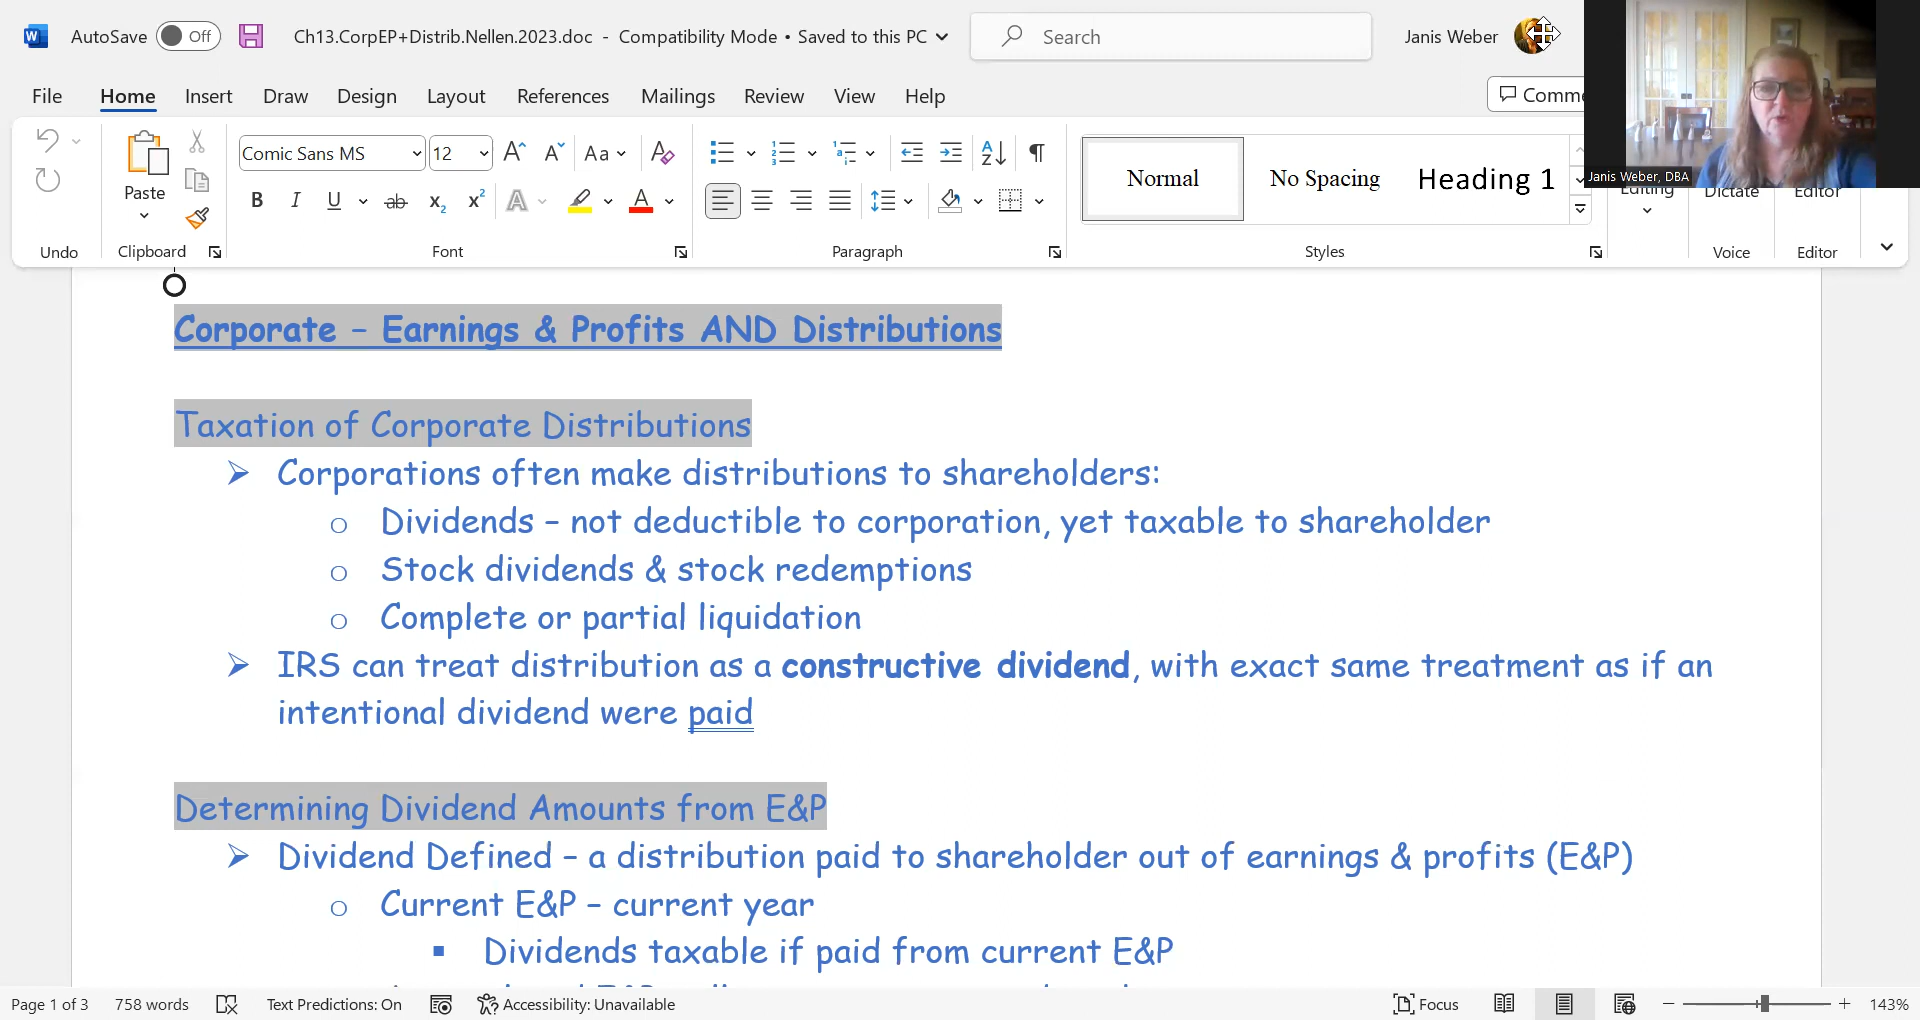 AutoSave Off Ch13.CorpEP+Distrib.Nellen.2023.doc - Compatibility Mode • Saved to this PC Search Janis Weber
File Home Insert Draw Design Layout References Mailings Review View Help Comme
Janis Weber, DBA
Comic Sans MS 12 Aa
Paste
B I U ab x₂ x² A A
Normal No Spacing Heading 1
Editing Dictate Editor
Undo Clipboard Font Paragraph Styles Voice Editor
Corporate – Earnings & Profits AND Distributions
Taxation of Corporate Distributions
➢ Corporations often make distributions to shareholders:
o Dividends – not deductible to corporation, yet taxable to shareholder
o Stock dividends & stock redemptions
o Complete or partial liquidation
➢ IRS can treat distribution as a constructive dividend, with exact same treatment as if an
intentional dividend were paid
Determining Dividend Amounts from E&P
➢ Dividend Defined – a distribution paid to shareholder out of earnings & profits (E&P)
o Current E&P – current year
▪ Dividends taxable if paid from current E&P
Page 1 of 3 758 words Text Predictions: On Accessibility: Unavailable Focus 143%